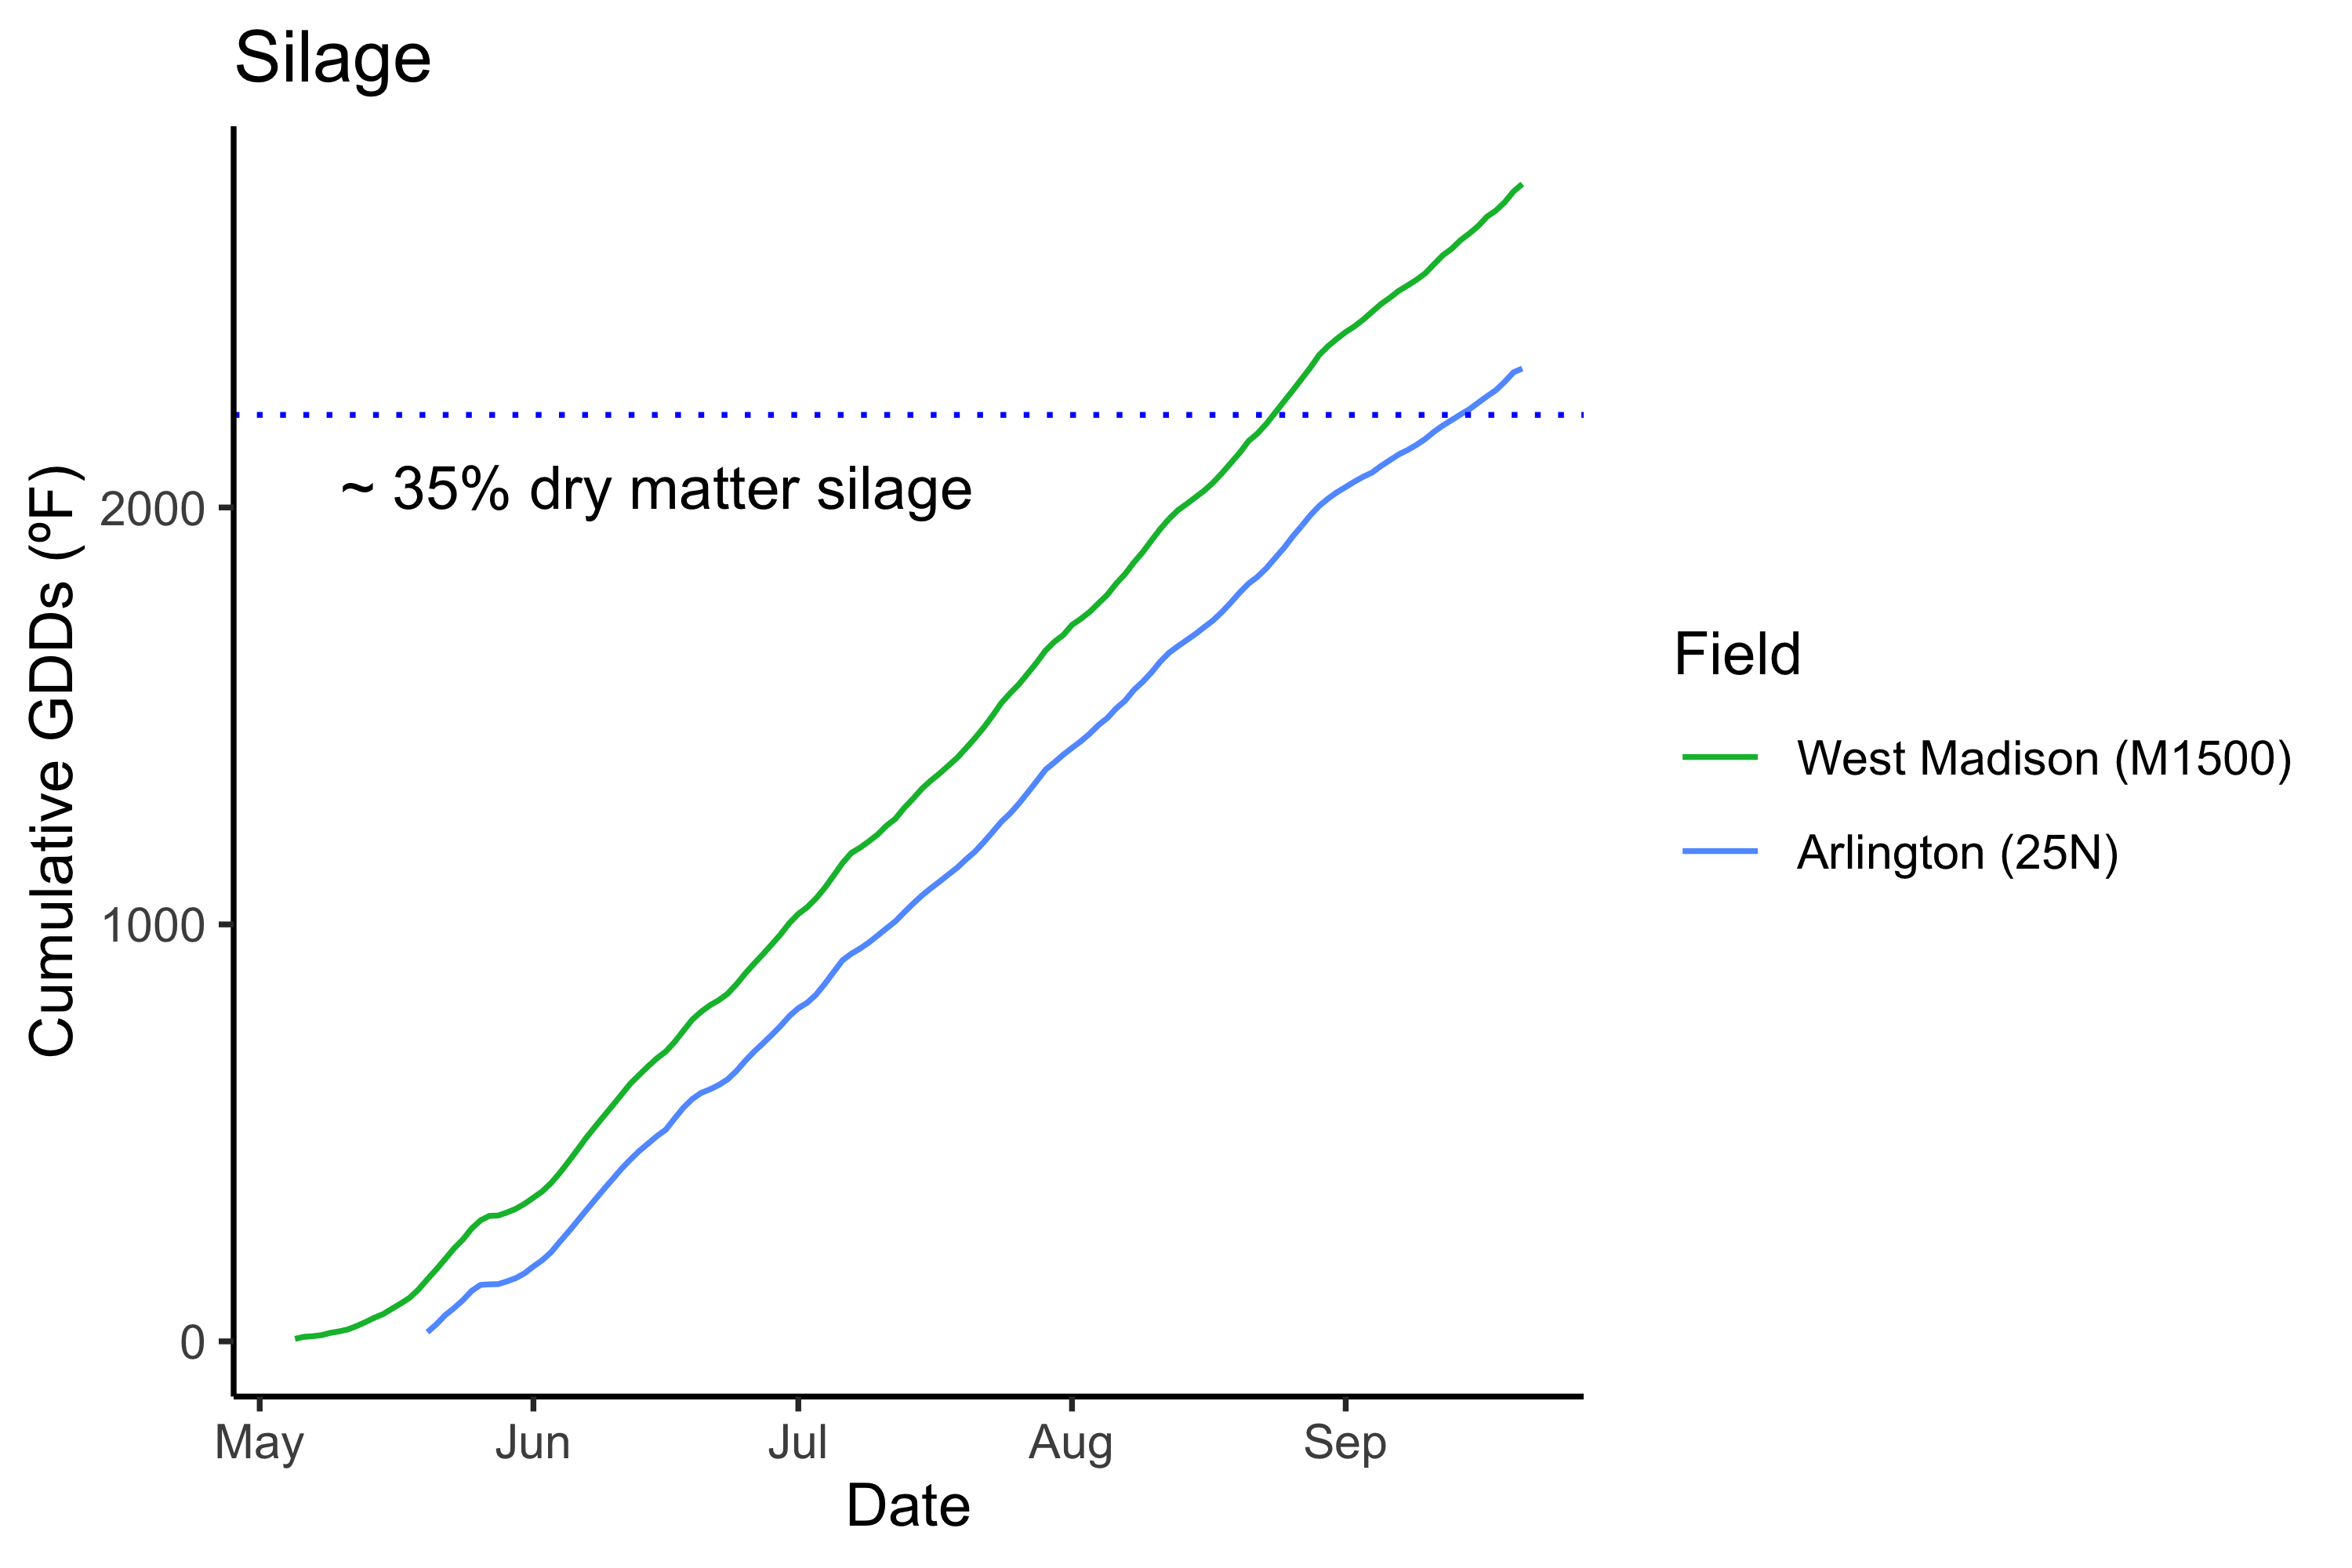 Silage
Cumulative GDDs (ºF)
2000
1000
0
~ 35% dry matter silage
May Jun Jul Aug Sep
Date
Field
West Madison (M1500)
Arlington (25N)